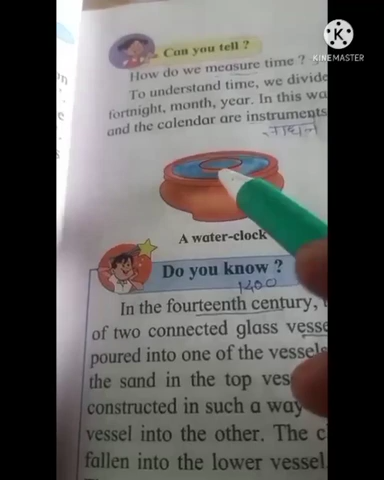 KINEMASTER
Can you tell ?
How do we measure time ?
To understand time, we divide
fortnight, month, year. In this
and the calendar are instruments
A water-clock
Do you know ?
1400
In the fourteenth century,
of two connected glass
poured into one of the vessels
the sand in the top
constructed in such a way
vessel into the other. The
fallen into the lower vessel